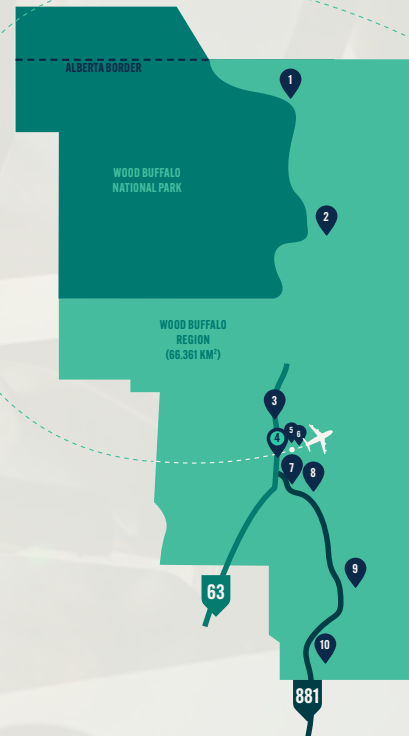 1
ALBERTA BORDER
WOOD BUFFALO
NATIONAL PARK
2
WOOD BUFFALO
REGION
(66.361 KM²)
3
4
5
6
7
8
9
63
10
881